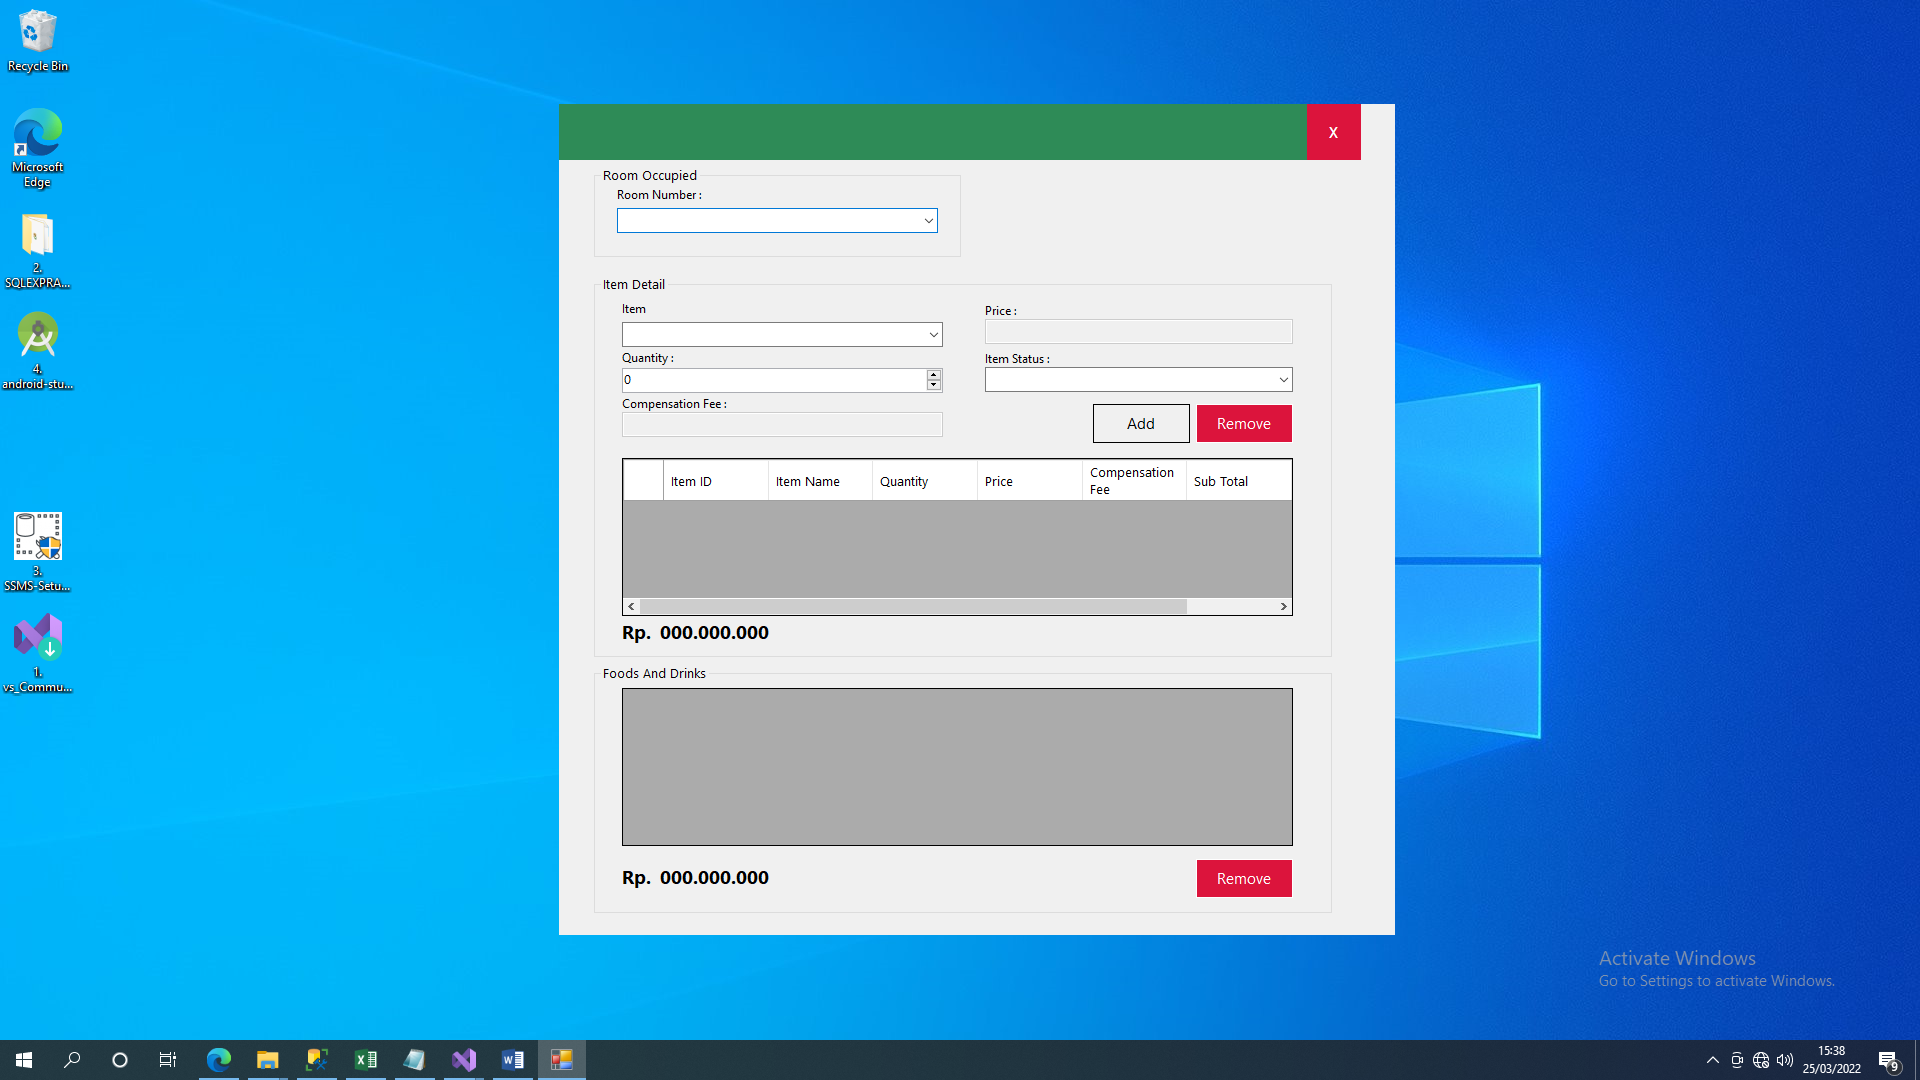 Recycle Bin
Microsoft
Edge
2.
SQLEXPRA...
4.
android-stu...
3.
SSMS-Setu...
1.
vs_Commu...
X
Room Occupied
Room Number :
Item Detail
Item
Price :
Quantity :
0
Item Status :
Compensation Fee :
Add
Remove
Item ID
Item Name
Quantity
Price
Compensation
Fee
Sub Total
Rp. 000.000.000
Foods And Drinks
Rp. 000.000.000
Remove
Activate Windows
Go to Settings to activate Windows.
15:38
25/03/2022
9